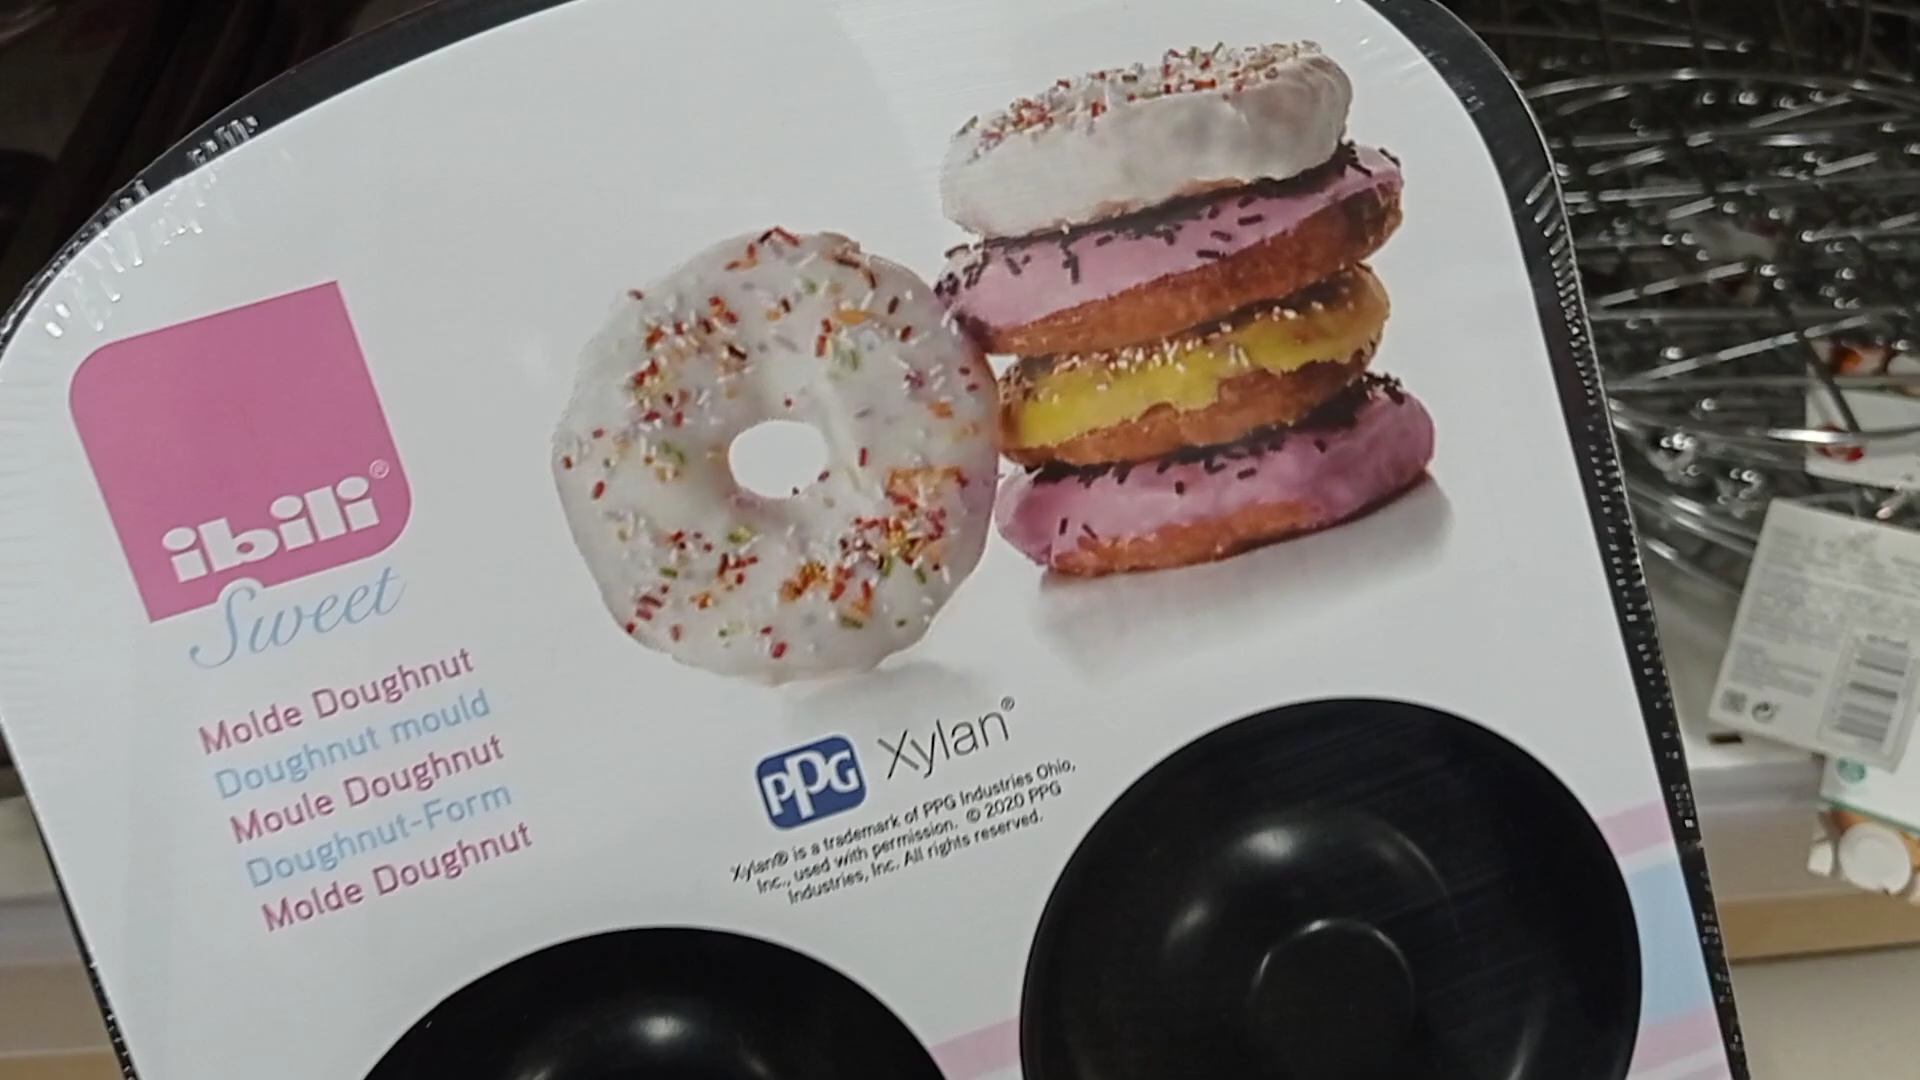 ibili®
Sweet
Molde Doughnut
Doughnut mould
Moule Doughnut
Doughnut-Form
Molde Doughnut
PPG Xylan®
Xylan® is a trademark of PPG Industries Ohio,
Inc., used with permission. © 2020 PPG
Industries, Inc. All rights reserved.